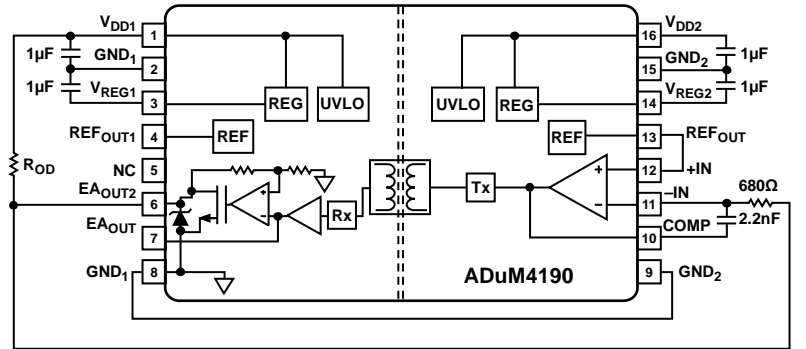 VDD1
1
1µF
GND1
2
1µF
VREG1
3
REG
UVLO
REFOUT1
4
REF
ROD
NC
5
EAOUT2
6
EAOUT
7
GND1
8
+
–
Rx
Tx
+
–
ADuM4190
UVLO
REG
REF
VDD2
16
1µF
GND2
15
1µF
VREG2
14
REFOUT
13
+IN
12
–IN
11
680Ω
2.2nF
COMP
10
GND2
9